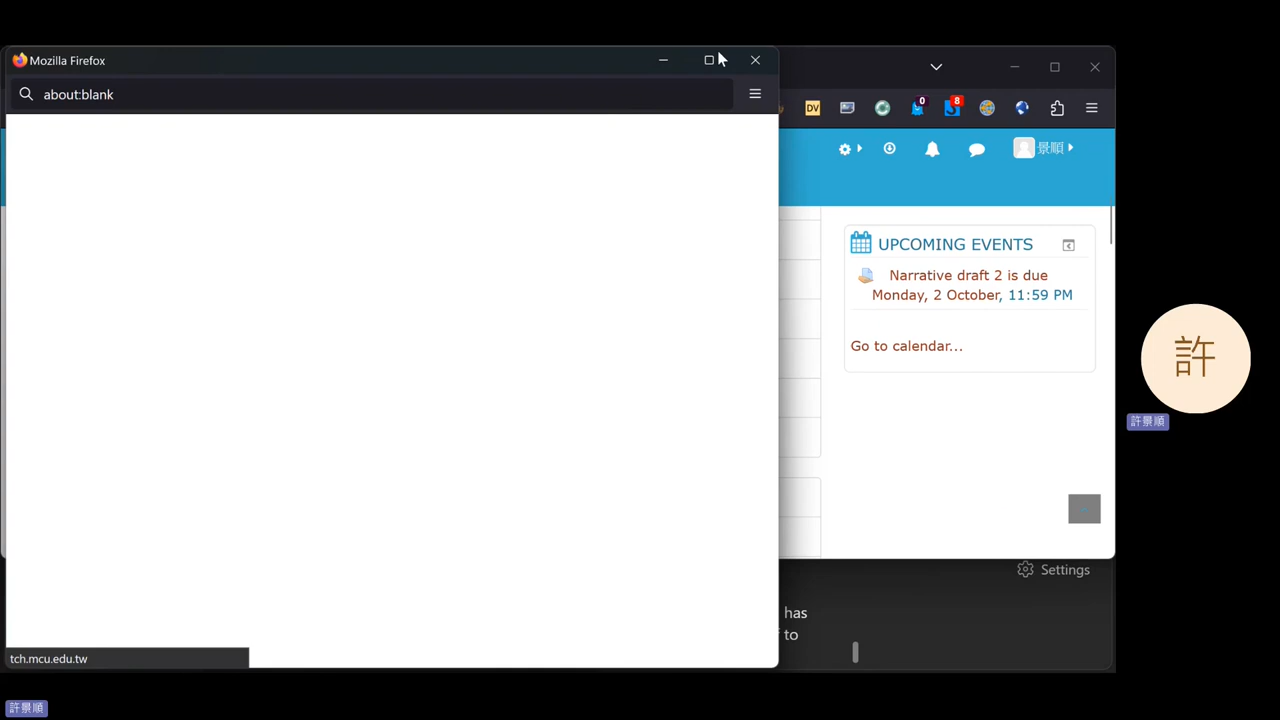 Mozilla Firefox
about:blank
DV
0
8
景順
UPCOMING EVENTS
Narrative draft 2 is due
Monday, 2 October, 11:59 PM
Go to calendar...
許
許景順
Settings
has
to
tch.mcu.edu.tw
許景順